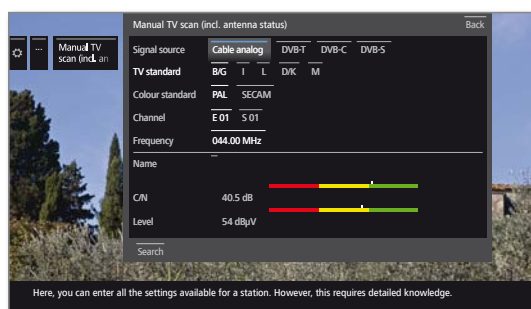 Manual TV scan (incl. antenna status)
Back
...
Manual TV
scan (incl. an
Signal source Cable analog DVB-T DVB-C DVB-S
TV standard B/G I L D/K M
Colour standard PAL SECAM
Channel E 01 S 01
Frequency 044.00 MHz
Name _
C/N 40.5 dB
Level 54 dBµV
Search
Here, you can enter all the settings available for a station. However, this requires detailed knowledge.